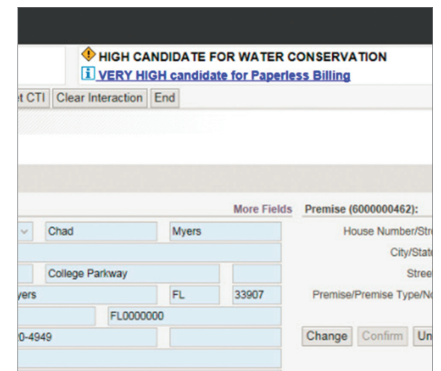 HIGH CANDIDATE FOR WATER CONSERVATION
VERY HIGH candidate for Paperless Billing
t CTI Clear Interaction End
More Fields Premise (6000000462):
Chad Myers House Number/Str
City/Stat
College Parkway Stree
yers FL 33907 Premise/Premise Type/No
FL0000000
0-4949 Change Confirm Un